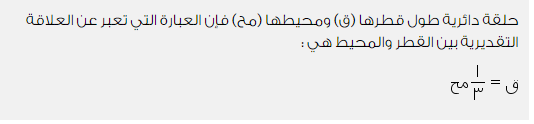 حلقة دائرية طول قطرها (ق) ومحيطها (مح) فإن العبارة التي تعبر عن العلاقة
التقديرية بين القطر والمحيط هي :
ق = ١/٣ مح